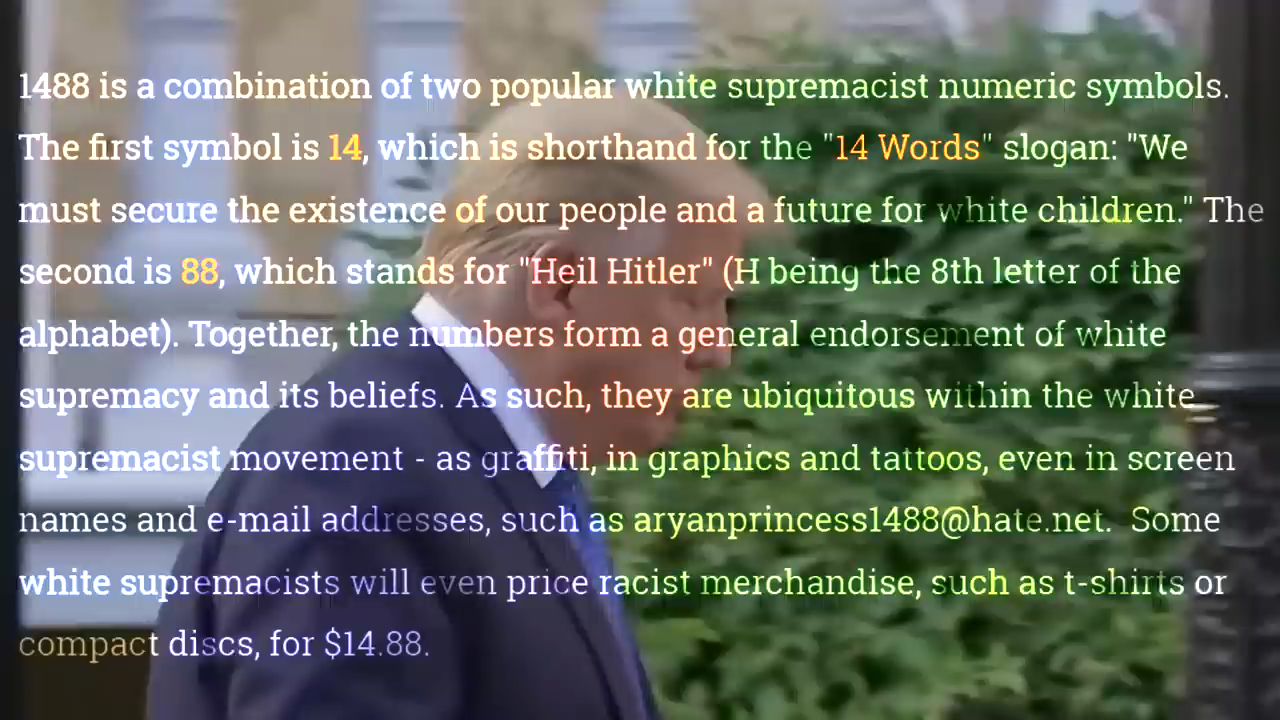 1488 is a combination of two popular white supremacist numeric symbols.
The first symbol is 14, which is shorthand for the "14 Words" slogan: "We
must secure the existence of our people and a future for white children." The
second is 88, which stands for "Heil Hitler" (H being the 8th letter of the
alphabet). Together, the numbers form a general endorsement of white
supremacy and its beliefs. As such, they are ubiquitous within the white
supremacist movement - as graffiti, in graphics and tattoos, even in screen
names and e-mail addresses, such as aryanprincess1488@hate.net.  Some
white supremacists will even price racist merchandise, such as t-shirts or
compact discs, for $14.88.